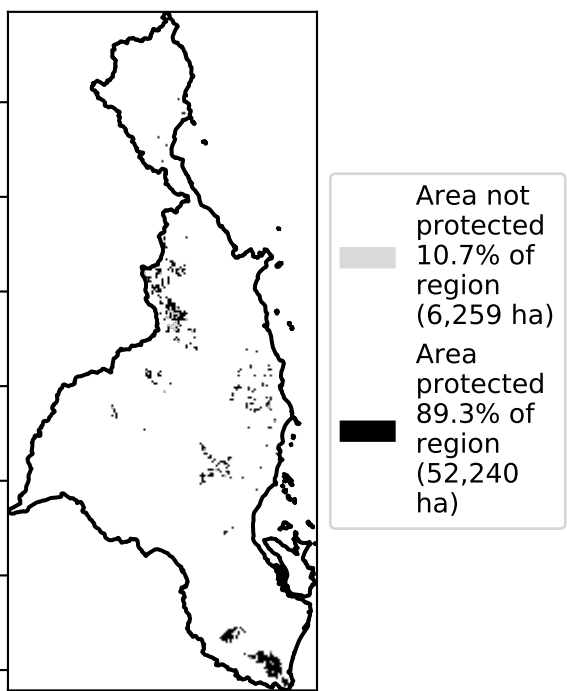 Area not
protected
10.7% of
region
(6,259 ha)
Area
protected
89.3% of
region
(52,240
ha)